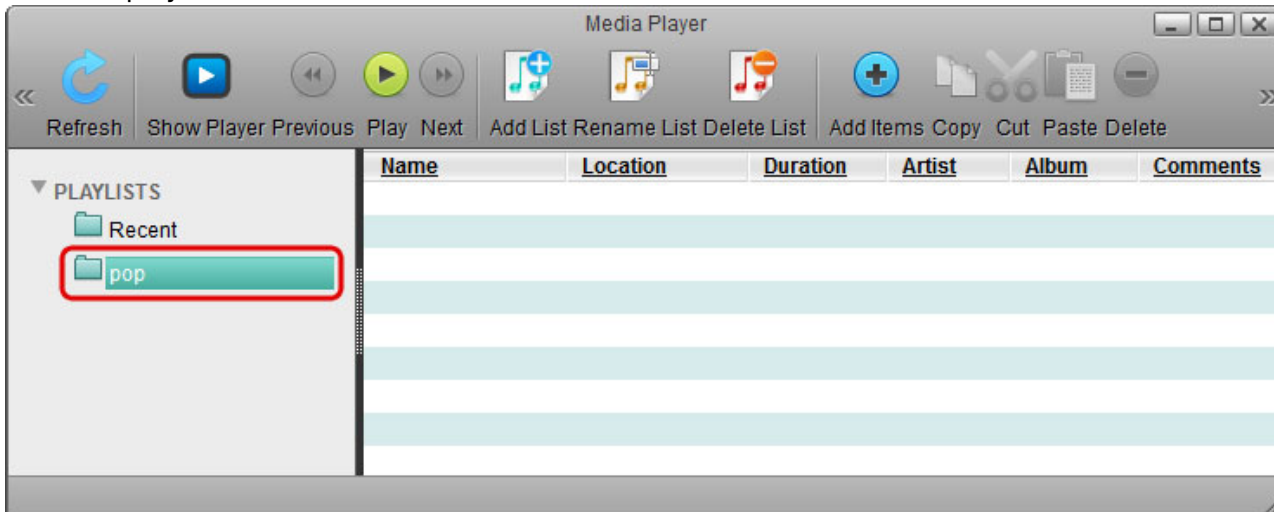 Media Player
Refresh Show Player Previous Play Next Add List Rename List Delete List Add Items Copy Cut Paste Delete
Name Location Duration Artist Album Comments
PLAYLISTS
Recent
pop